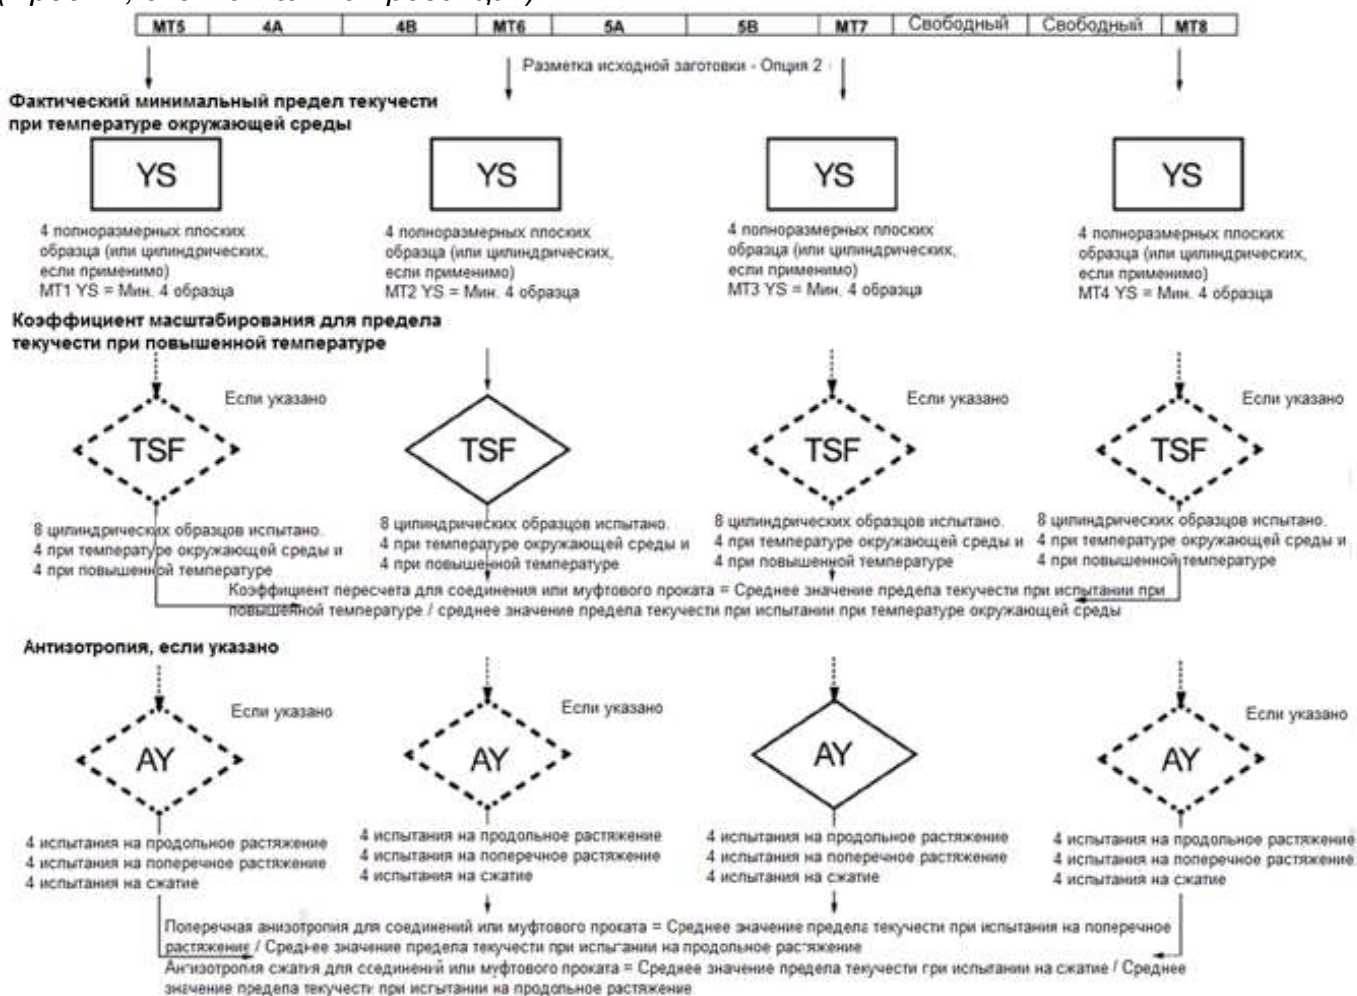 MT5 4A 4B MT6 5A 5B MT7 Свободный Свободный MT8
Разметка исходной заготовки - Опция 2
Фактический минимальный предел текучести
при температуре окружающей среды
YS YS YS YS
4 полноразмерных плоских
образца (или цилиндрических,
если применимо)
MT1 YS = Мин. 4 образца
4 полноразмерных плоских
образца (или цилиндрических,
если применимо)
MT2 YS = Мин. 4 образца
4 полноразмерных плоских
образца (или цилиндрических,
если применимо)
MT3 YS = Мин. 4 образца
4 полноразмерных плоских
образца (или цилиндрических,
если применимо)
MT4 YS = Мин. 4 образца
Коэффициент масштабирования для предела
текучести при повышенной температуре
Если указано Если указано Если указано
TSF TSF TSF TSF
8 цилиндрических образцов испытано.
4 при температуре окружающей среды и
4 при повышенной температуре
8 цилиндрических образцов испытано.
4 при температуре окружающей среды и
4 при повышенной температуре
8 цилиндрических образцов испытано.
4 при температуре окружающей среды и
4 при повышенной температуре
8 цилиндрических образцов испытано.
4 при температуре окружающей среды и
4 при повышенной температуре
Коэффициент пересчета для соединения или муфтового проката = Среднее значение предела текучести при испытании при
повышенной температуре / среднее значение предела текучести при испытании при температуре окружающей среды
Антизотропия, если указано
Если указано Если указано Если указано
AY AY AY AY
4 испытания на продольное растяжение
4 испытания на поперечное растяжение
4 испытания на сжатие
4 испытания на продольное растяжение
4 испытания на поперечное растяжение
4 испытания на сжатие
4 испытания на продольное растяжение
4 испытания на поперечное растяжение
4 испытания на сжатие
4 испытания на продольное растяжение
4 испытания на поперечное растяжение
4 испытания на сжатие
Поперечная анизотропия для соединений или муфтового проката = Среднее значение предела текучести при испытания на поперечное
растяжение / Среднее значение предела текучести при испытании на продольное растяжение
Антизотропия сжатия для соединений или муфтового проката = Среднее значение предела текучести при испытании на сжатие / Среднее
значение предела текучести при испытании на продольное растяжение